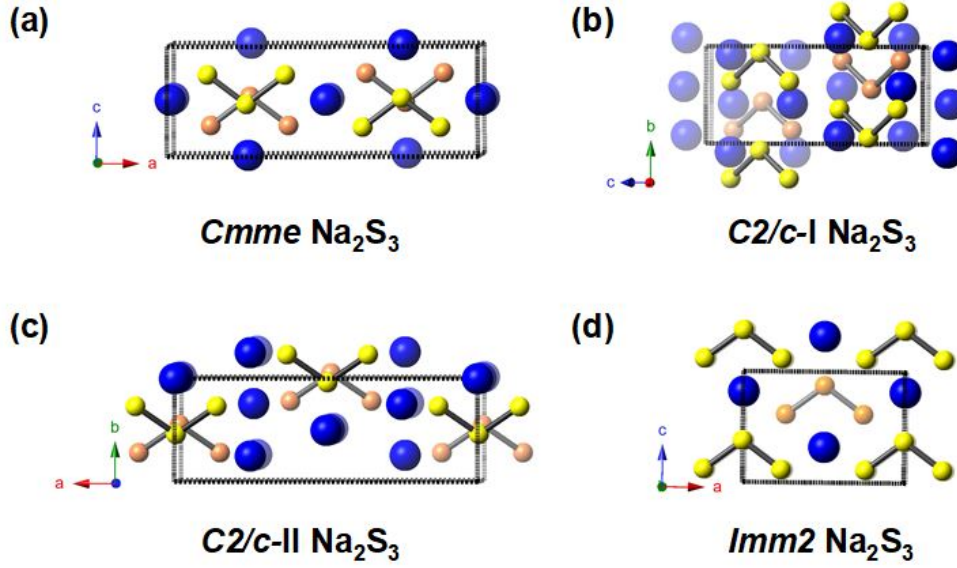 (a)
c
a
Cmme Na₂S₃
(b)
b
c
C2/c-I Na₂S₃
(c)
b
a
C2/c-II Na₂S₃
(d)
c
a
Imm2 Na₂S₃